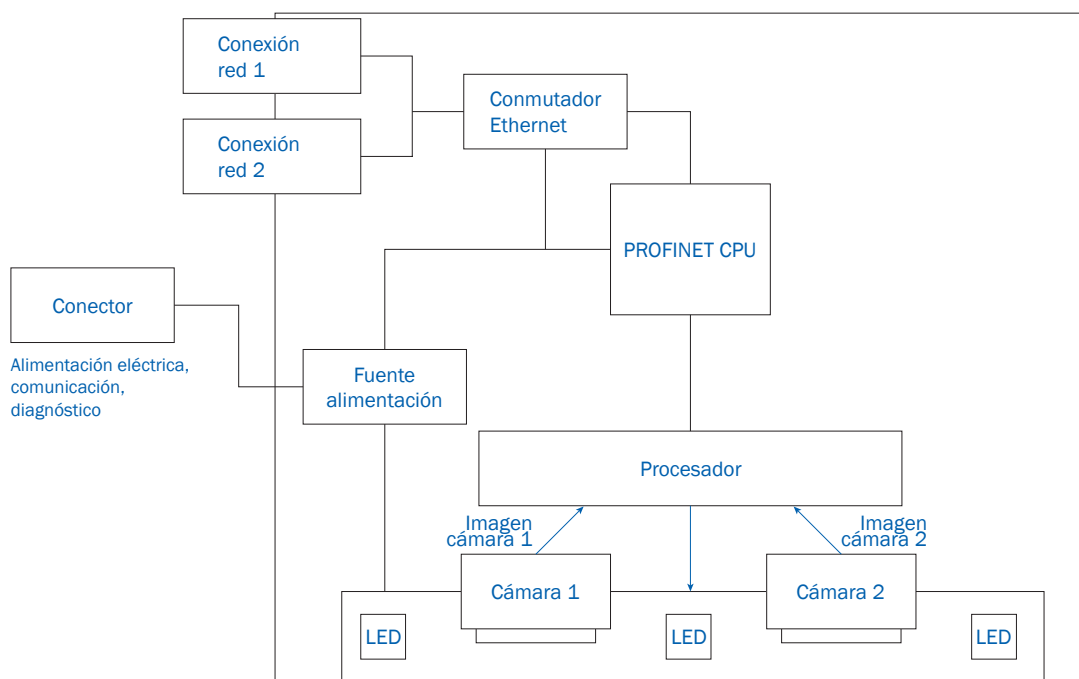 Conexión
red 1
Conmutador
Ethernet
Conexión
red 2
PROFINET CPU
Conector
Alimentación eléctrica,
comunicación,
diagnóstico
Fuente
alimentación
Procesador
Imagen
cámara 1
Imagen
cámara 2
Cámara 1
Cámara 2
LED
LED
LED